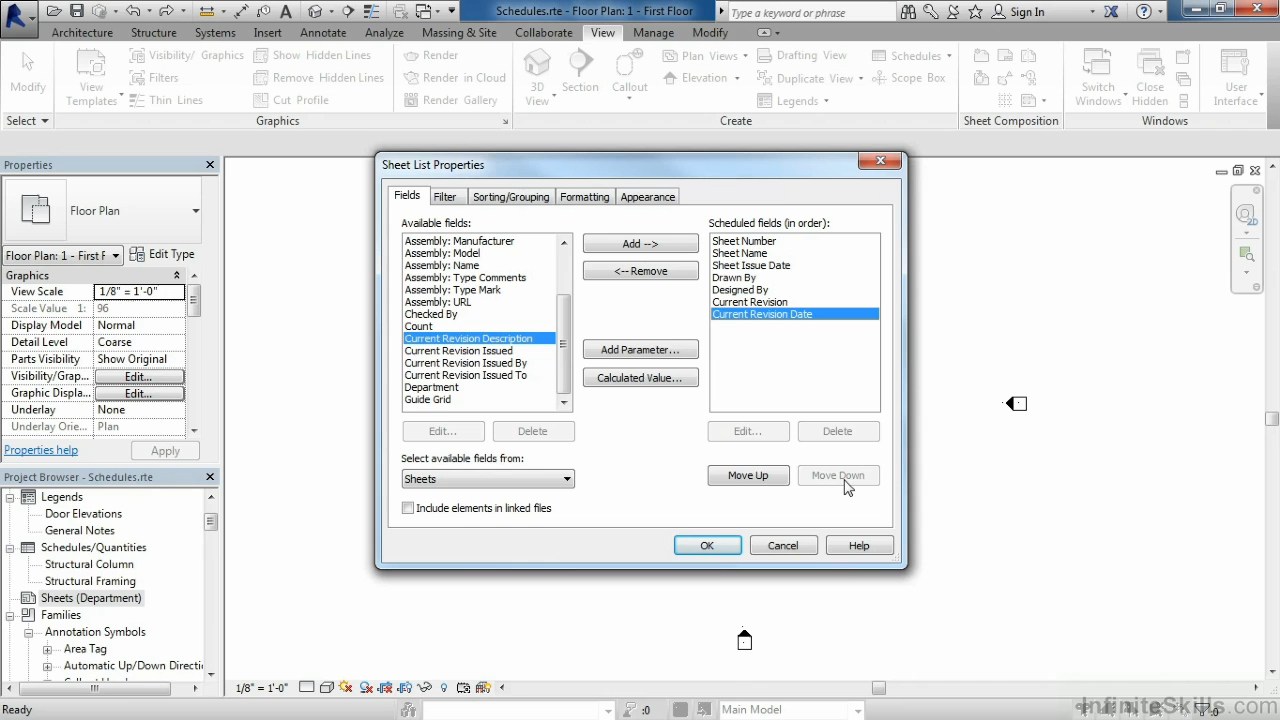 Schedules.rte - Floor Plan: 1 - First Floor
Type a keyword or phrase
Sign In
Architecture Structure Systems Insert Annotate Analyze Massing & Site Collaborate View Manage Modify
Modify
View Templates
Visibility/ Graphics
Filters
Thin Lines
Show Hidden Lines
Remove Hidden Lines
Cut Profile
Render
Render in Cloud
Render Gallery
3D View
Section
Callout
Plan Views
Elevation
Drafting View
Duplicate View
Legends
Schedules
Scope Box
Switch Windows
Close Hidden
User Interface
Select
Graphics
Create
Sheet Composition
Windows
Properties
Floor Plan
Floor Plan: 1 - First F
Edit Type
Graphics
View Scale 1/8" = 1'-0"
Scale Value 1: 96
Display Model Normal
Detail Level Coarse
Parts Visibility Show Original
Visibility/Grap... Edit...
Graphic Displa... Edit...
Underlay None
Underlay Orie... Plan
Properties help
Apply
Project Browser - Schedules.rte
Legends
Door Elevations
General Notes
Schedules/Quantities
Structural Column
Structural Framing
Sheets (Department)
Families
Annotation Symbols
Area Tag
Automatic Up/Down Directi
Sheet List Properties
Fields Filter Sorting/Grouping Formatting Appearance
Available fields:
Assembly: Manufacturer
Assembly: Model
Assembly: Name
Assembly: Type Comments
Assembly: Type Mark
Assembly: URL
Checked By
Count
Current Revision Description
Current Revision Issued
Current Revision Issued By
Current Revision Issued To
Department
Guide Grid
Edit... Delete
Select available fields from:
Sheets
Include elements in linked files
Add -->
<-- Remove
Add Parameter...
Calculated Value...
Scheduled fields (in order):
Sheet Number
Sheet Name
Sheet Issue Date
Drawn By
Designed By
Current Revision
Current Revision Date
Edit... Delete
Move Up Move Down
OK Cancel Help
1/8" = 1'-0"
Ready
:0
Main Model
InfiniteSkills.com